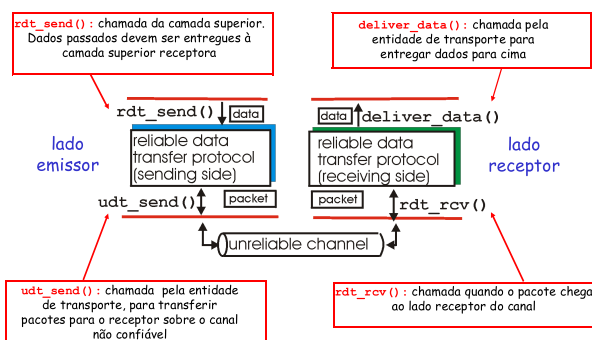 rdt_send(): chamada da camada superior.
Dados passados devem ser entregues à
camada superior receptora
deliver_data(): chamada pela
entidade de transporte para
entregar dados para cima
rdt_send()
data
data
deliver_data()
lado
emissor
reliable data
transfer protocol
(sending side)
reliable data
transfer protocol
(receiving side)
lado
receptor
udt_send()
packet
packet
rdt_rcv()
unreliable channel
udt_send(): chamada pela entidade
de transporte, para transferir
pacotes para o receptor sobre o canal
não confiável
rdt_rcv(): chamada quando o pacote chega
ao lado receptor do canal